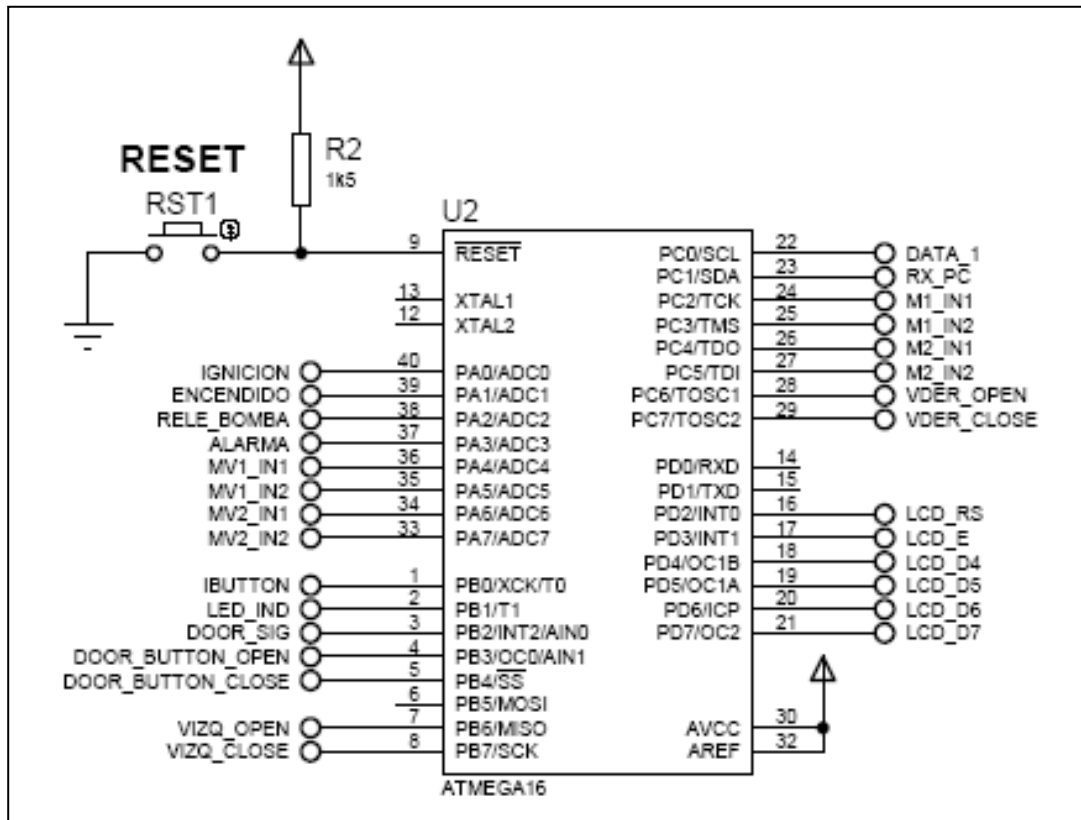 RESET
RST1
R2
1k5
U2
9 RESET
13 XTAL1
12 XTAL2
IGNICION 40 PA0/ADC0
ENCENDIDO 39 PA1/ADC1
RELE_BOMBA 38 PA2/ADC2
ALARMA 37 PA3/ADC3
MV1_IN1 36 PA4/ADC4
MV1_IN2 35 PA5/ADC5
MV2_IN1 34 PA6/ADC6
MV2_IN2 33 PA7/ADC7
IBUTTON 1 PB0/XCK/T0
LED_IND 2 PB1/T1
DOOR_SIG 3 PB2/INT2/AIN0
DOOR_BUTTON_OPEN 4 PB3/OC0/AIN1
DOOR_BUTTON_CLOSE 5 PB4/SS
6 PB5/MOSI
VIZQ_OPEN 7 PB6/MISO
VIZQ_CLOSE 8 PB7/SCK
PC0/SCL 22 DATA_1
PC1/SDA 23 RX_PC
PC2/TCK 24 M1_IN1
PC3/TMS 25 M1_IN2
PC4/TDO 26 M2_IN1
PC5/TDI 27 M2_IN2
PC6/TOSC1 28 VDER_OPEN
PC7/TOSC2 29 VDER_CLOSE
PD0/RXD 14
PD1/TXD 15
PD2/INT0 16 LCD_RS
PD3/INT1 17 LCD_E
PD4/OC1B 18 LCD_D4
PD5/OC1A 19 LCD_D5
PD6/ICP 20 LCD_D6
PD7/OC2 21 LCD_D7
AVCC 30
AREF 32
ATMEGA16